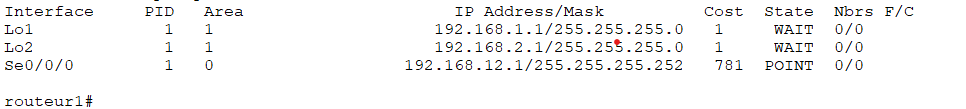 Interface PID Area IP Address/Mask Cost State Nbrs F/C
Lo1 1 1 192.168.1.1/255.255.255.0 1 WAIT 0/0
Lo2 1 1 192.168.2.1/255.255.255.0 1 WAIT 0/0
Se0/0/0 1 0 192.168.12.1/255.255.255.252 781 POINT 0/0
routeur1#